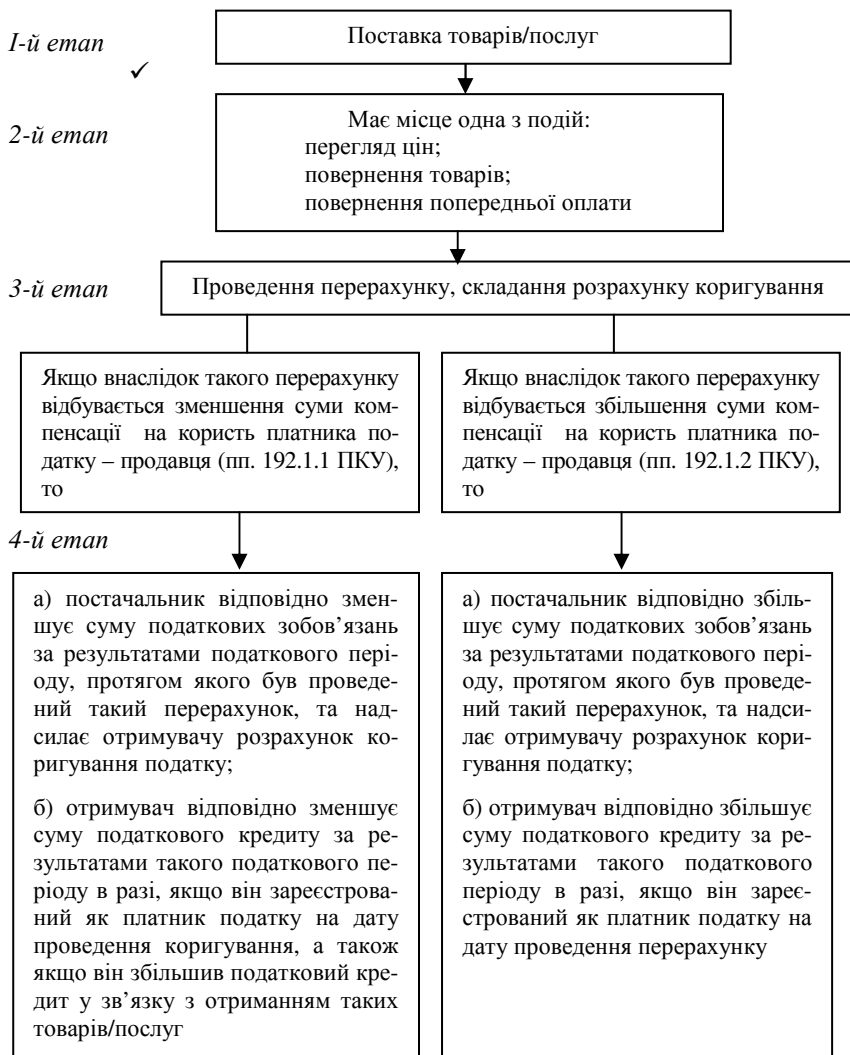 І-й етап
Поставка товарів/послуг
✓
2-й етап
Має місце одна з подій:
перегляд цін;
повернення товарів;
повернення попередньої оплати
3-й етап
Проведення перерахунку, складання розрахунку коригування
Якщо внаслідок такого перерахунку
відбувається зменшення суми ком-
пенсації на користь платника по-
датку – продавця (пп. 192.1.1 ПКУ),
то
Якщо внаслідок такого перерахунку
відбувається збільшення суми ком-
пенсації на користь платника по-
датку – продавця (пп. 192.1.2 ПКУ),
то
4-й етап
а) постачальник відповідно змен-
шує суму податкових зобов’язань
за результатами податкового пері-
оду, протягом якого був проведе-
ний такий перерахунок, та над-
силає отримувачу розрахунок ко-
ригування податку;
б) отримувач відповідно зменшує
суму податкового кредиту за ре-
зультатами такого податкового пе-
ріоду в разі, якщо він зареєстрова-
ний як платник податку на дату
проведення коригування, а також
якщо він збільшив податковий кре-
дит у зв’язку з отриманням таких
товарів/послуг
а) постачальник відповідно збіль-
шує суму податкових зобов’язань
за результатами податкового пері-
оду, протягом якого був проведе-
ний такий перерахунок, та надси-
лає отримувачу розрахунок кори-
гування податку;
б) отримувач відповідно збільшує
суму податкового кредиту за ре-
зультатами такого податкового
періоду в разі, якщо він зареє-
стрований як платник податку на
дату проведення перерахунку